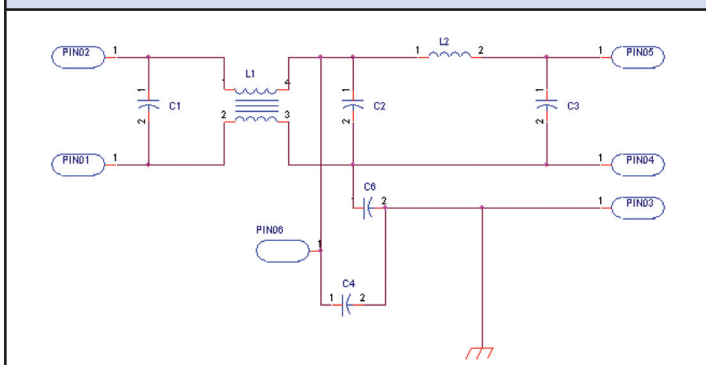 L2
PIN02 1 1 2 1 PIN05
L1
1 4
1 C1 1 C2 1 C3
2 2 3 2 2
PIN01 1 1 PIN04
C6
1 2 1 PIN03
PIN06 1
C4
1 2